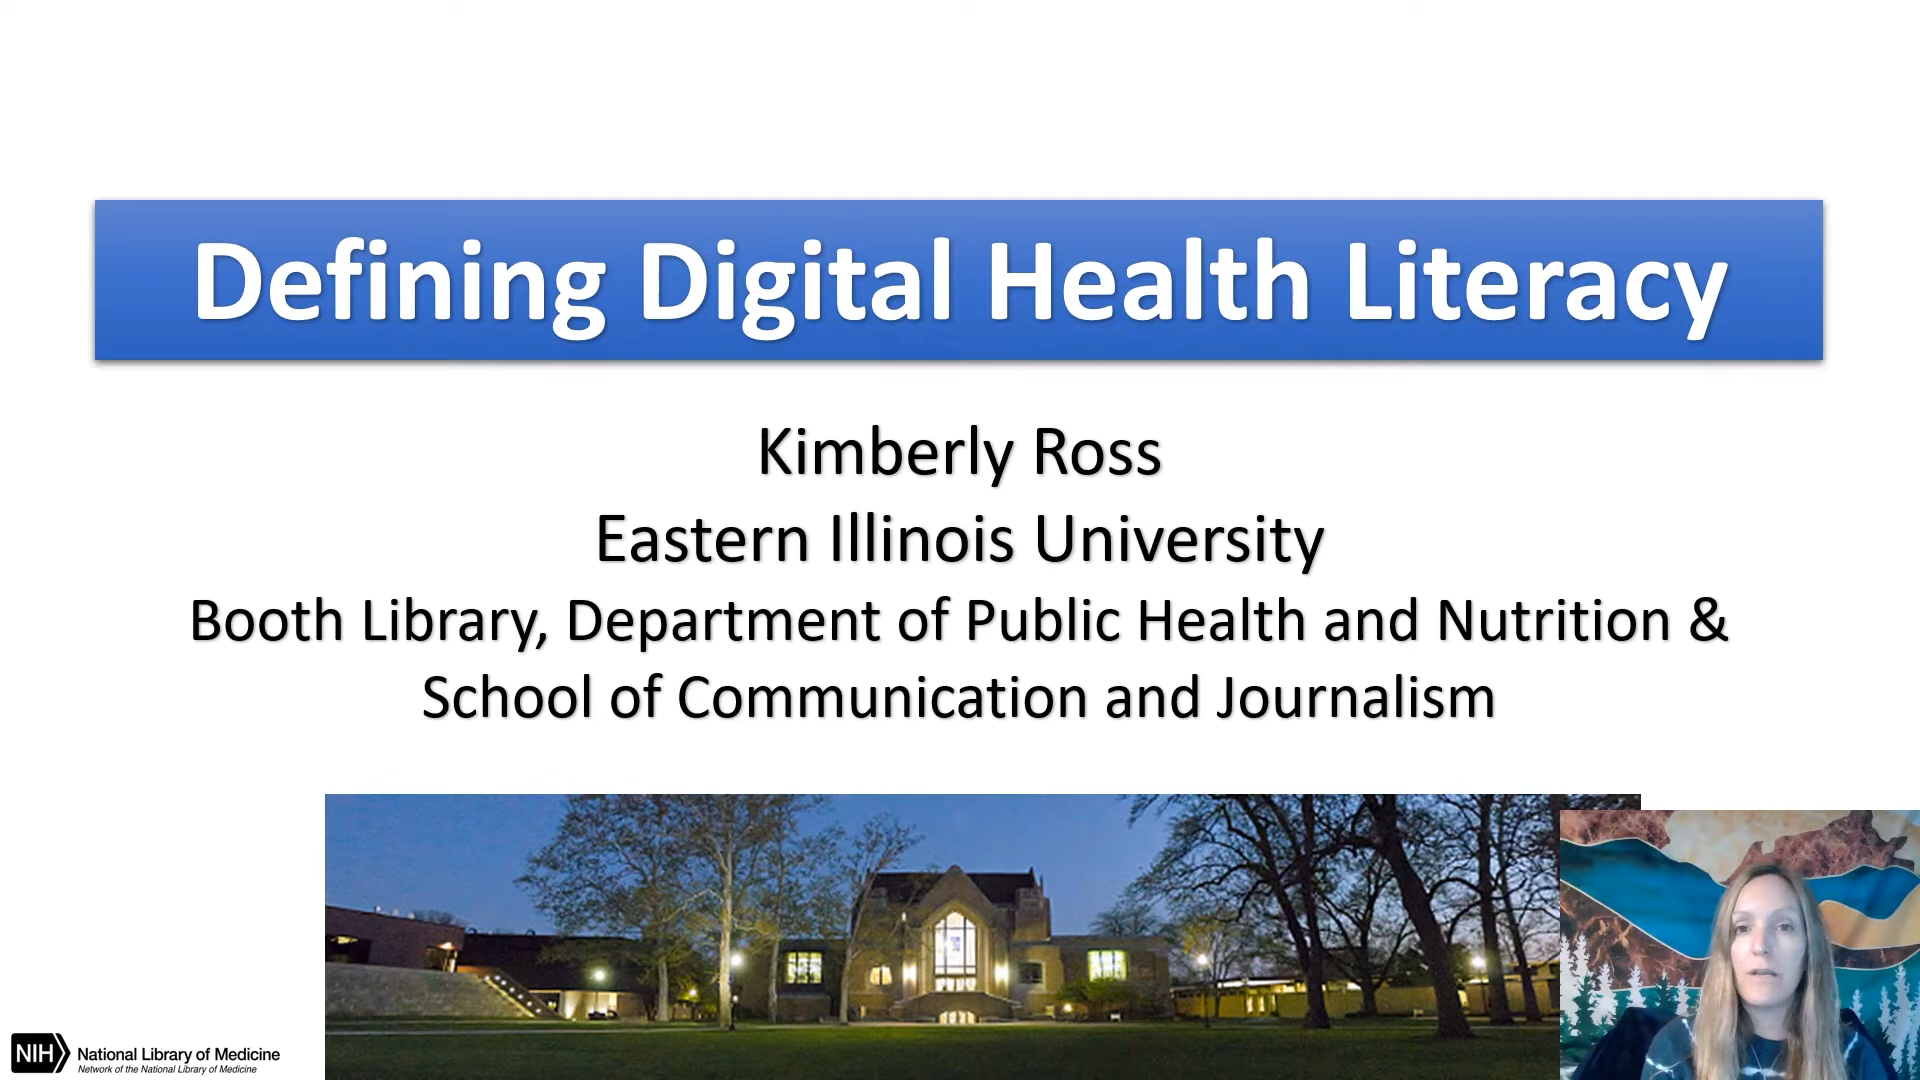 Defining Digital Health Literacy
Kimberly Ross
Eastern Illinois University
Booth Library, Department of Public Health and Nutrition &
School of Communication and Journalism
NIH National Library of Medicine
Network of the National Library of Medicine